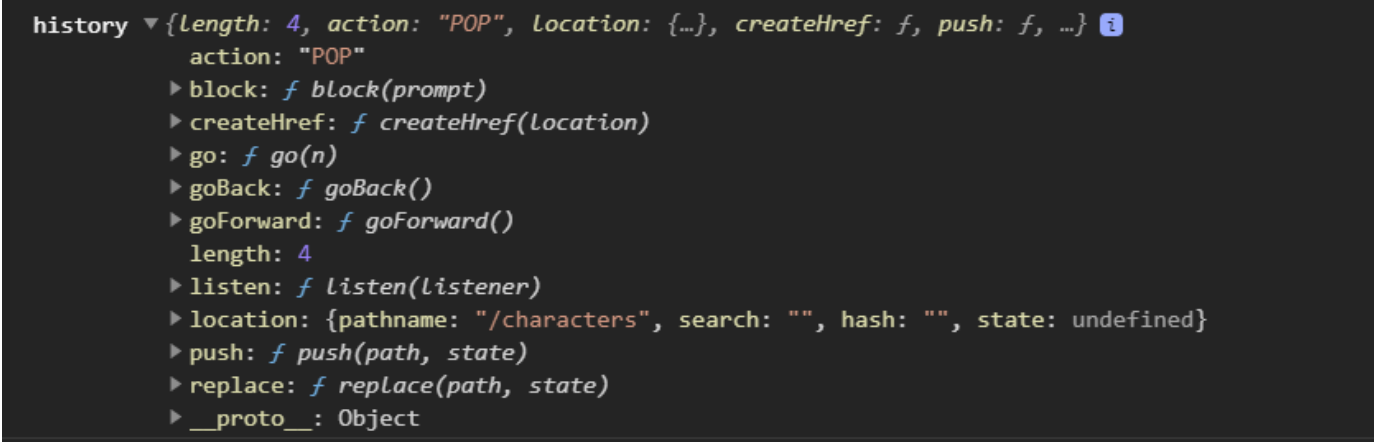 history ▼{length: 4, action: "POP", location: {…}, createHref: ƒ, push: ƒ, …} i
action: "POP"
▶block: ƒ block(prompt)
▶createHref: ƒ createHref(location)
▶go: ƒ go(n)
▶goBack: ƒ goBack()
▶goForward: ƒ goForward()
length: 4
▶listen: ƒ listen(listener)
▶location: {pathname: "/characters", search: "", hash: "", state: undefined}
▶push: ƒ push(path, state)
▶replace: ƒ replace(path, state)
▶__proto__: Object